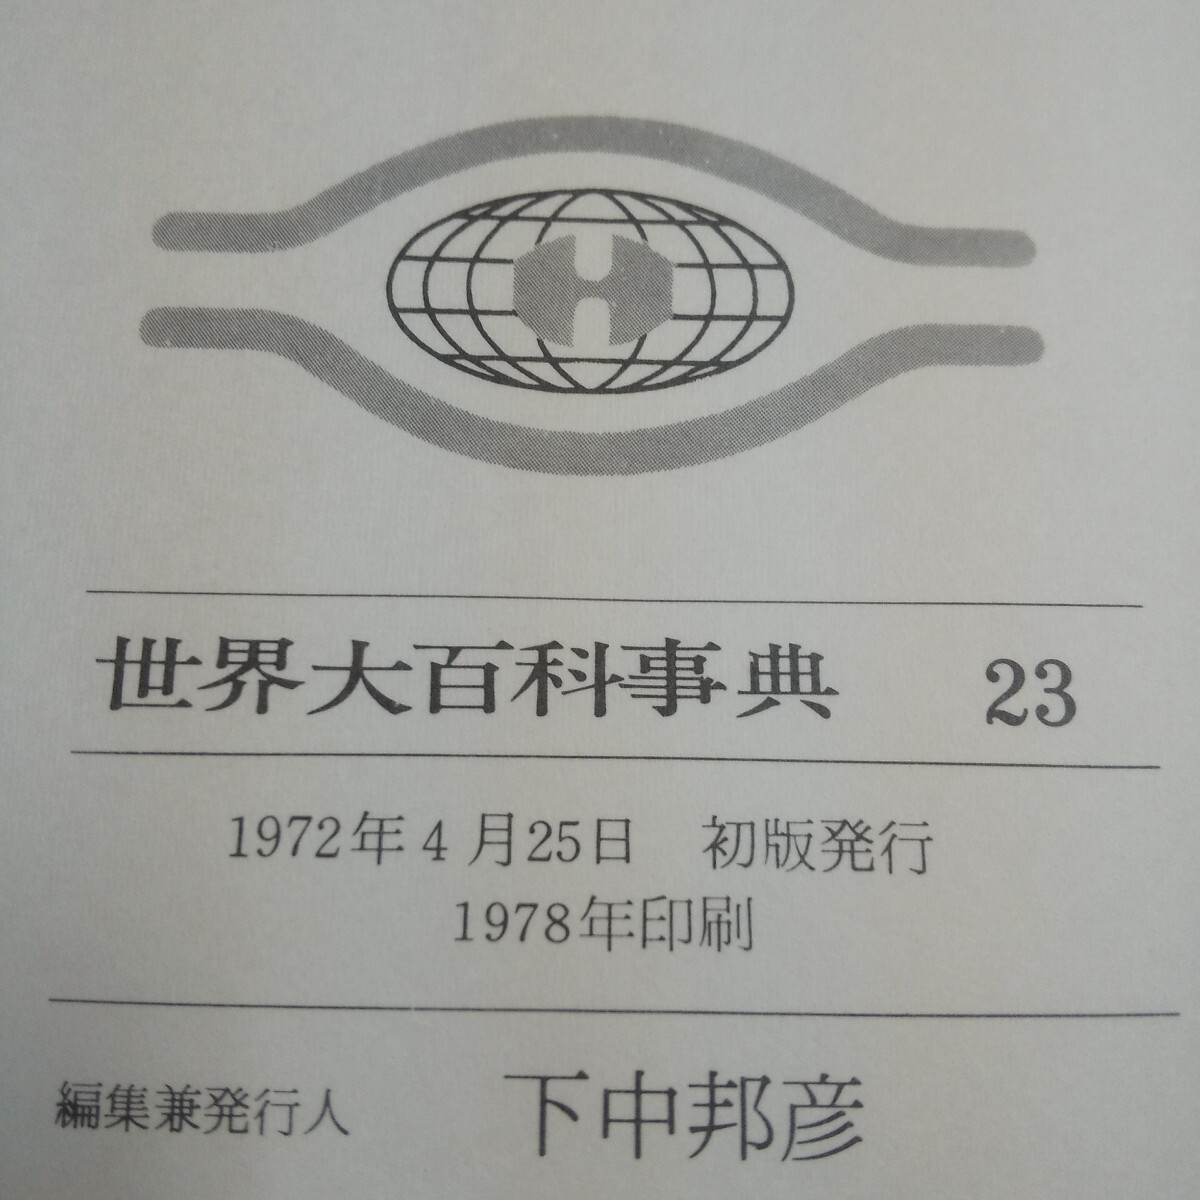 H
世界大百科事典 23
1972年4月25日 初版発行
1978年印刷
編集兼発行人 下中邦彦